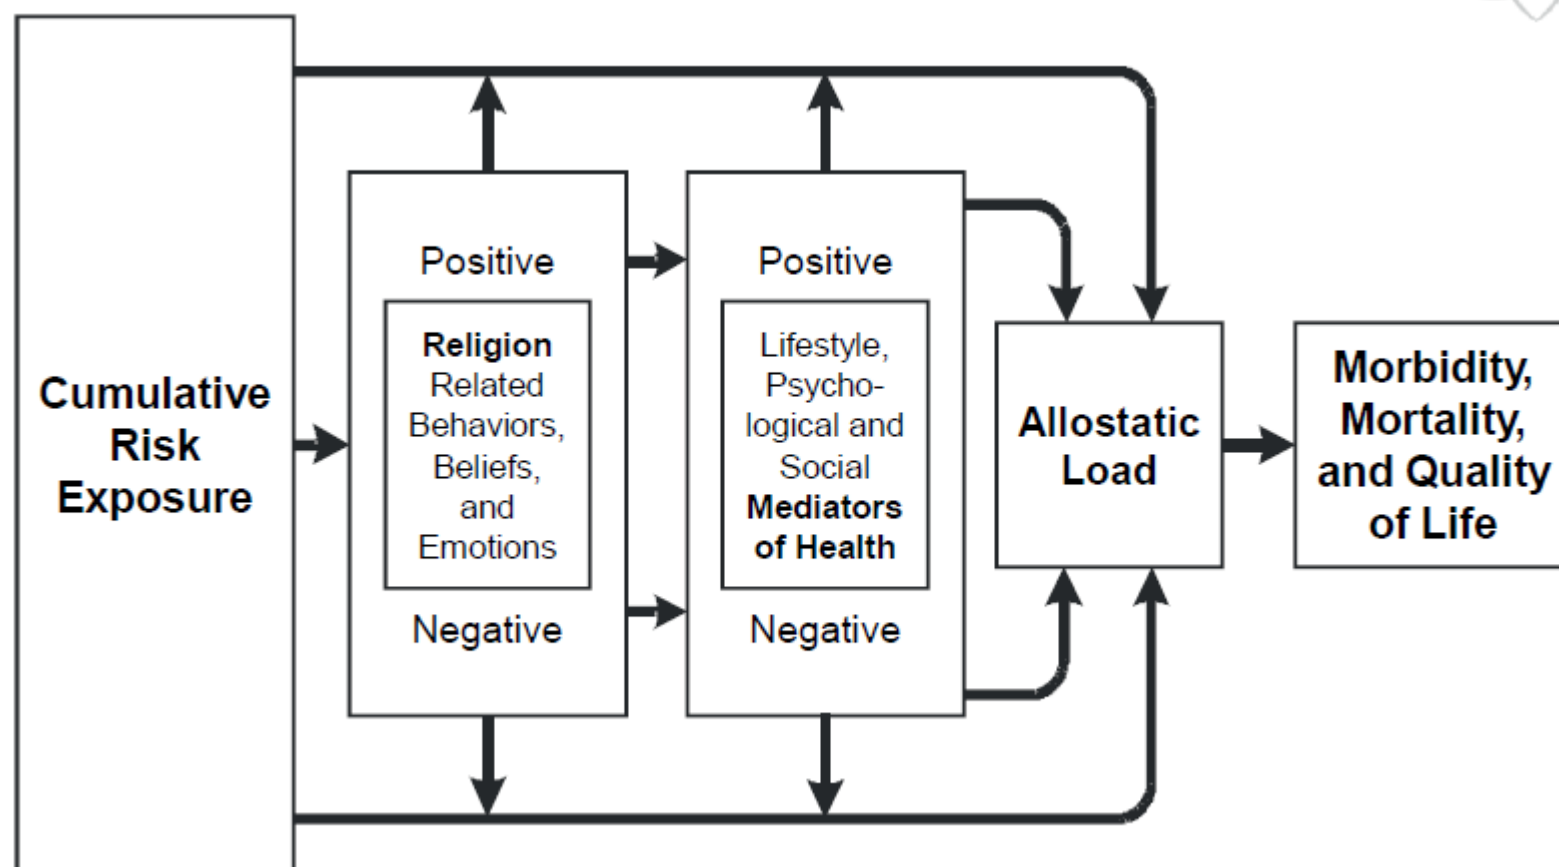 Cumulative
Risk
Exposure
Positive
Religion
Related
Behaviors,
Beliefs,
and
Emotions
Negative
Positive
Lifestyle,
Psycho-
logical and
Social
Mediators
of Health
Negative
Allostatic
Load
Morbidity,
Mortality,
and Quality
of Life